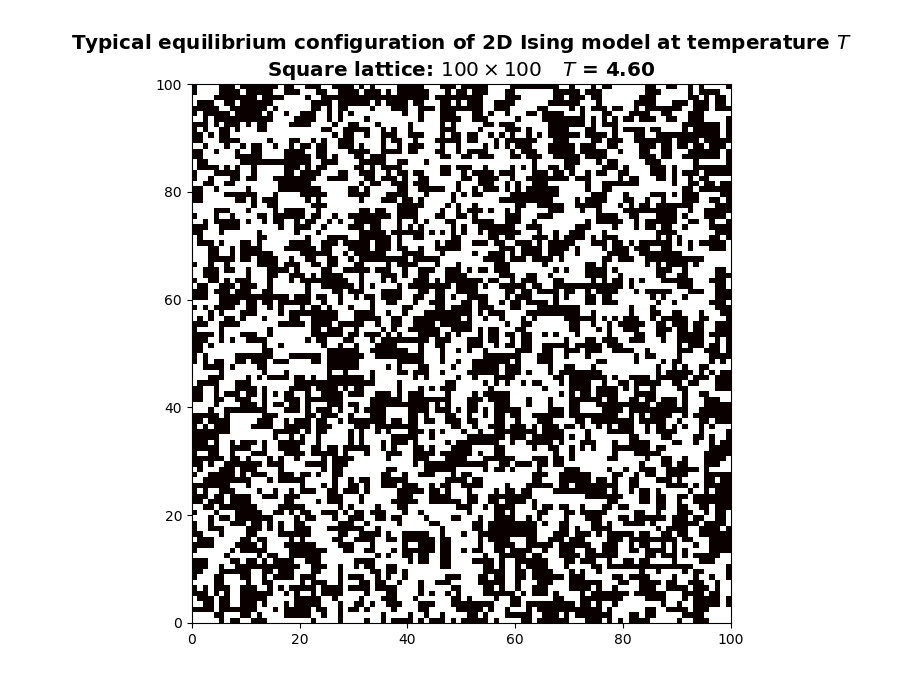 Typical equilibrium configuration of 2D Ising model at temperature T
Square lattice: 100 × 100 T = 4.60
100
80
60
40
20
0
0 20 40 60 80 100